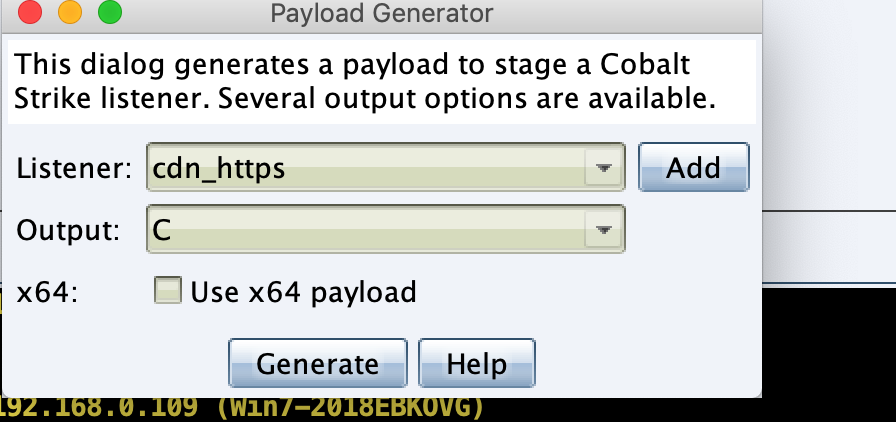 Payload Generator
This dialog generates a payload to stage a Cobalt
Strike listener. Several output options are available.
Listener: cdn_https Add
Output: C
x64: Use x64 payload
Generate Help
192.168.0.109 (Win7-2018EBKOVG)